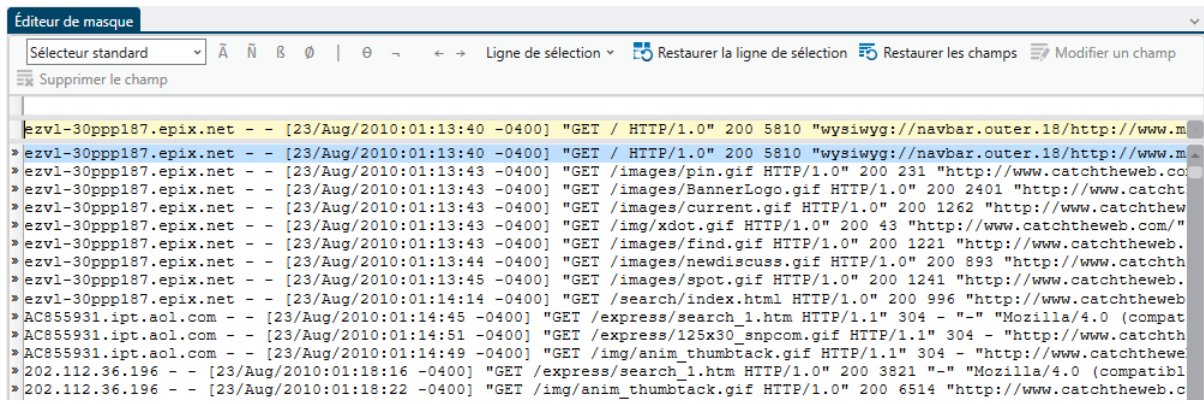 Éditeur de masque
Sélecteur standard Ã Ñ ß Ø | θ ¬ ← → Ligne de sélection Restaurer la ligne de sélection Restaurer les champs Modifier un champ
Supprimer le champ
ezvl-30ppp187.epix.net - - [23/Aug/2010:01:13:40 -0400] "GET / HTTP/1.0" 200 5810 "wysiwyg://navbar.outer.18/http://www.m
» ezvl-30ppp187.epix.net - - [23/Aug/2010:01:13:40 -0400] "GET / HTTP/1.0" 200 5810 "wysiwyg://navbar.outer.18/http://www.m
» ezvl-30ppp187.epix.net - - [23/Aug/2010:01:13:43 -0400] "GET /images/pin.gif HTTP/1.0" 200 231 "http://www.catchtheweb.co
» ezvl-30ppp187.epix.net - - [23/Aug/2010:01:13:43 -0400] "GET /images/BannerLogo.gif HTTP/1.0" 200 2401 "http://www.catcht
» ezvl-30ppp187.epix.net - - [23/Aug/2010:01:13:43 -0400] "GET /images/current.gif HTTP/1.0" 200 1262 "http://www.catchthew
» ezvl-30ppp187.epix.net - - [23/Aug/2010:01:13:43 -0400] "GET /img/xdot.gif HTTP/1.0" 200 43 "http://www.catchtheweb.com/"
» ezvl-30ppp187.epix.net - - [23/Aug/2010:01:13:43 -0400] "GET /images/find.gif HTTP/1.0" 200 1221 "http://www.catchtheweb.
» ezvl-30ppp187.epix.net - - [23/Aug/2010:01:13:44 -0400] "GET /images/newdiscuss.gif HTTP/1.0" 200 893 "http://www.catchth
» ezvl-30ppp187.epix.net - - [23/Aug/2010:01:13:45 -0400] "GET /images/spot.gif HTTP/1.0" 200 1241 "http://www.catchtheweb.
» ezvl-30ppp187.epix.net - - [23/Aug/2010:01:14:14 -0400] "GET /search/index.html HTTP/1.0" 200 996 "http://www.catchtheweb
» AC855931.ipt.aol.com - - [23/Aug/2010:01:14:45 -0400] "GET /express/search_1.htm HTTP/1.1" 304 - "-" "Mozilla/4.0 (compat
» AC855931.ipt.aol.com - - [23/Aug/2010:01:14:51 -0400] "GET /express/125x30_snpcom.gif HTTP/1.1" 304 - "http://www.catchth
» AC855931.ipt.aol.com - - [23/Aug/2010:01:14:49 -0400] "GET /img/anim_thumbtack.gif HTTP/1.1" 304 - "http://www.catchthewe
» 202.112.36.196 - - [23/Aug/2010:01:18:16 -0400] "GET /express/search_1.htm HTTP/1.0" 200 3821 "-" "Mozilla/4.0 (compatibl
» 202.112.36.196 - - [23/Aug/2010:01:18:22 -0400] "GET /img/anim_thumbtack.gif HTTP/1.0" 200 6514 "http://www.catchtheweb.c